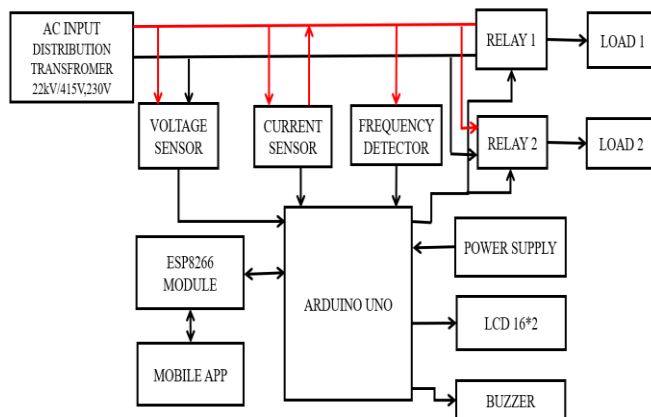 AC INPUT
DISTRIBUTION
TRANSFROMER
22kV/415V,230V
RELAY 1
LOAD 1
VOLTAGE
SENSOR
CURRENT
SENSOR
FREQUENCY
DETECTOR
RELAY 2
LOAD 2
ESP8266
MODULE
ARDUINO UNO
POWER SUPPLY
LCD 16*2
MOBILE APP
BUZZER